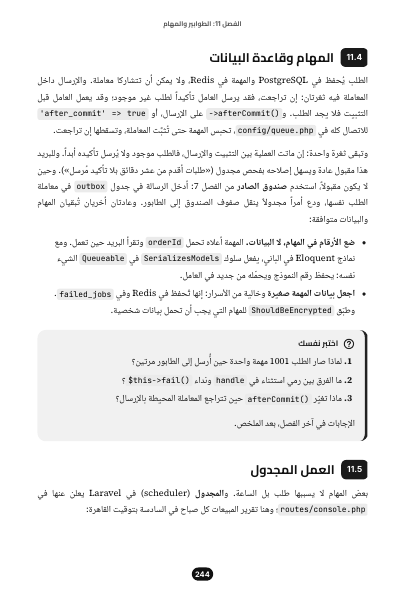 الفصل 11: الطوابير والمهام
11.4 المهام وقاعدة البيانات
الطلب يُحفظ في PostgreSQL والمهمة في Redis، ولا يمكن أن تتشاركا معاملة. والإرسال داخل
المعاملة فيه ثغرتان: إن تراجعت، فقد يرسل العامل تأكيداً لطلب غير موجود؛ وقد يعمل العامل قبل
التثبيت فلا يجد الطلب. و ->afterCommit() على الإرسال، أو 'after_commit' => true
للاتصال كله في config/queue.php، تحبس المهمة حتى تُثبَّت المعاملة، وتسقطها إن تراجعت.
وتبقى ثغرة واحدة: إن ماتت العملية بين التثبيت والإرسال، فالطلب موجود ولا يُرسل تأكيده أبداً. وللبريد
هذا مقبول عادة ويسهل إصلاحه بفحص مجدول («طلبات أقدم من عشر دقائق بلا تأكيد مُرسل»). وحين
لا يكون مقبولاً، استخدم صندوق الصادر من الفصل 7: أدخل الرسالة في جدول outbox في معاملة
الطلب نفسها، ودع أمراً مجدولاً ينقل صفوف الصندوق إلى الطابور. وعادتان أخريان تُبقيان المهام
والبيانات متوافقة:
• ضع الأرقام في المهام، لا البيانات. المهمة أعلاه تحمل orderId وتقرأ البريد حين تعمل. ومع
نماذج Eloquent في الباني، يفعل سلوك SerializesModels في Queueable الشيء
نفسه: يحفظ رقم النموذج ويحمّله من جديد في العامل.
• اجعل بيانات المهمة صغيرة وخالية من الأسرار: إنها تُحفظ في Redis وفي failed_jobs.
وطبّق ShouldBeEncrypted للمهام التي يجب أن تحمل بيانات شخصية.
اختبر نفسك
1. لماذا صار الطلب 1001 مهمة واحدة حين أُرسل إلى الطابور مرتين؟
2. ما الفرق بين رمي استثناء في handle ونداء $this->fail() ؟
3. ماذا تغيّر afterCommit() حين تتراجع المعاملة المحيطة بالإرسال؟
الإجابات في آخر الفصل، بعد الملخص.
11.5 العمل المجدول
بعض المهام لا يسببها طلب بل الساعة. والمجدول (scheduler) في Laravel يعلن عنها في
routes/console.php؛ وهنا تقرير المبيعات كل صباح في السادسة بتوقيت القاهرة:
244